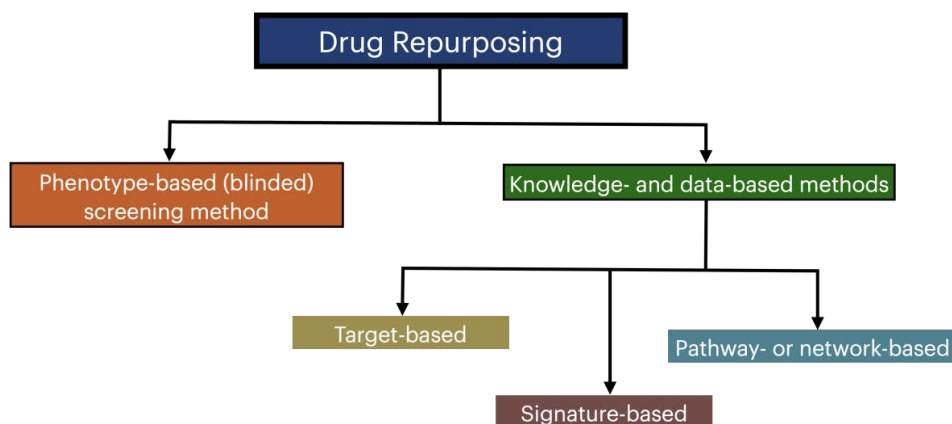 Drug Repurposing
Phenotype-based (blinded)
screening method
Knowledge- and data-based methods
Target-based
Pathway- or network-based
Signature-based